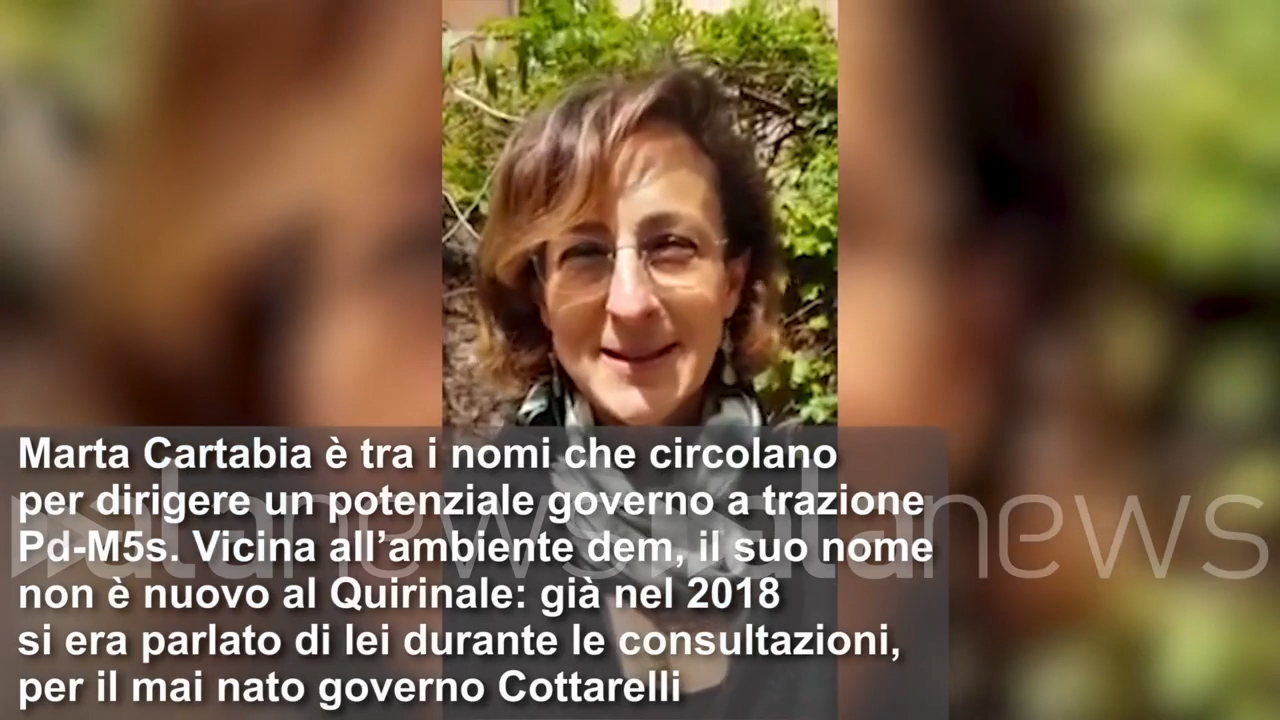 Marta Cartabia è tra i nomi che circolano
per dirigere un potenziale governo a trazione
Pd-M5s. Vicina all’ambiente dem, il suo nome
non è nuovo al Quirinale: già nel 2018
si era parlato di lei durante le consultazioni,
per il mai nato governo Cottarelli
alanews alanews